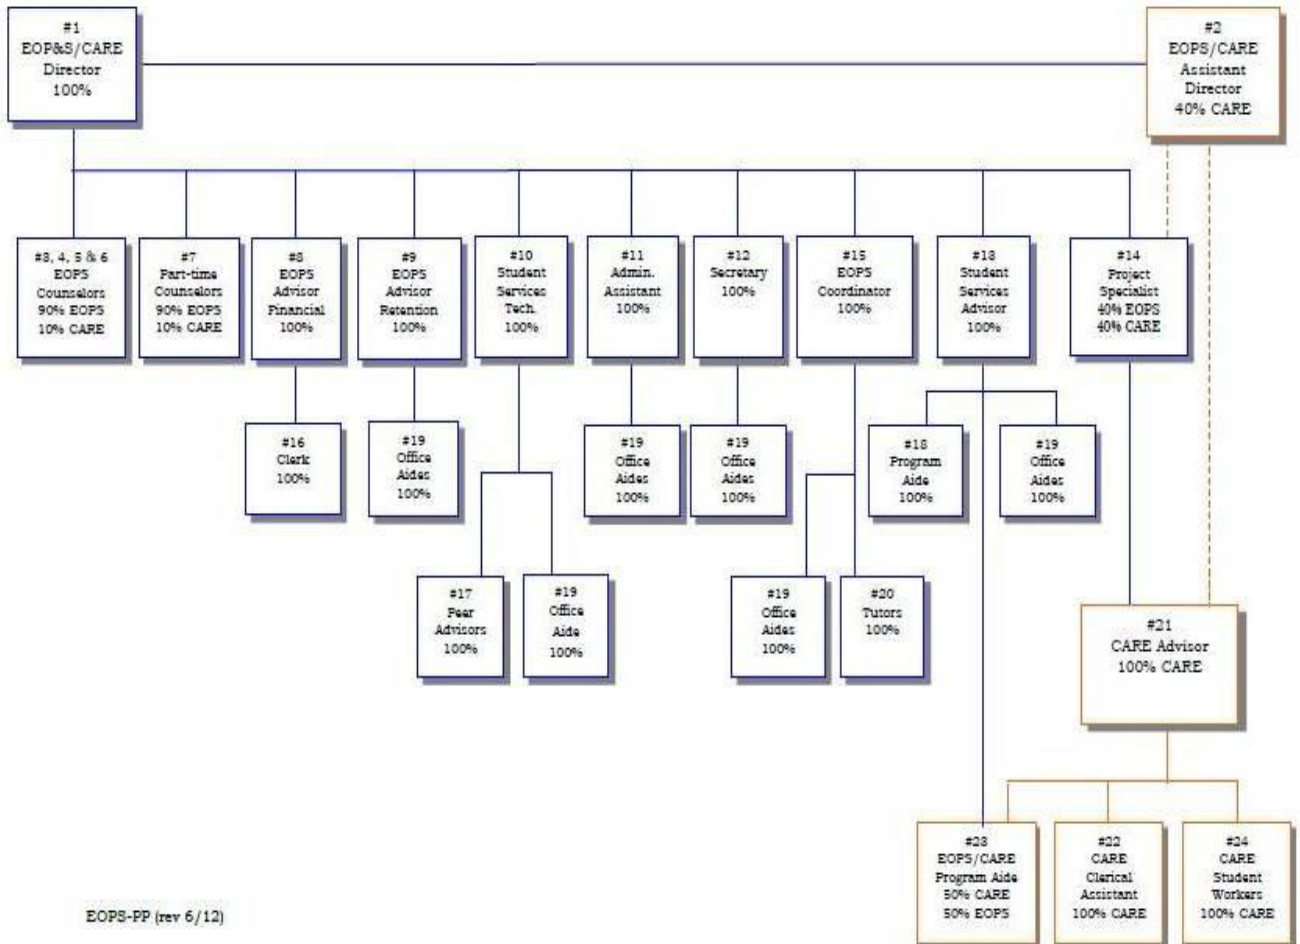 #1
EOP&S/CARE
Director
100%
#2
EOPS/CARE
Assistant
Director
40% CARE
#3, 4, 5 & 6
EOPS
Counselors
90% EOPS
10% CARE
#7
Part-time
Counselors
90% EOPS
10% CARE
#8
EOPS
Advisor
Financial
100%
#9
EOPS
Advisor
Retention
100%
#10
Student
Services
Tech.
100%
#11
Admin.
Assistant
100%
#12
Secretary
100%
#15
EOPS
Coordinator
100%
#13
Student
Services
Advisor
100%
#14
Project
Specialist
40% EOPS
40% CARE
#16
Clerk
100%
#19
Office
Aides
100%
#19
Office
Aides
100%
#19
Office
Aides
100%
#18
Program
Aide
100%
#19
Office
Aides
100%
#17
Peer
Advisors
100%
#19
Office
Aide
100%
#19
Office
Aides
100%
#20
Tutors
100%
#21
CARE Advisor
100% CARE
#23
EOPS/CARE
Program Aide
50% CARE
50% EOPS
#22
CARE
Clerical
Assistant
100% CARE
#24
CARE
Student
Workers
100% CARE
EOPS-PP (rev 6/12)